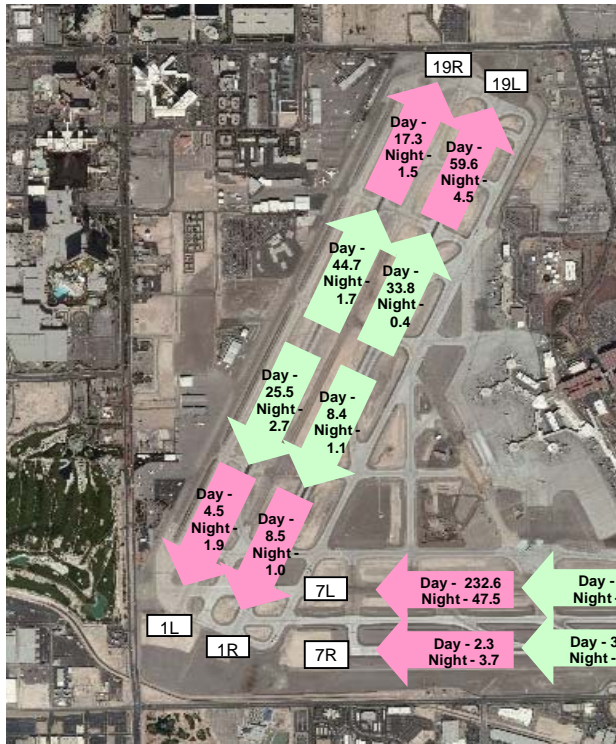 19R
19L
Day -
17.3
Night -
1.5
Day -
59.6
Night -
4.5
Day -
44.7
Night -
1.7
Day -
33.8
Night -
0.4
Day -
25.5
Night -
2.7
Day -
8.4
Night -
1.1
Day -
4.5
Night -
1.9
Day -
8.5
Night -
1.0
7L
1L
1R
7R
Day - 232.6
Night - 47.5
Day -
Night -
Day - 2.3
Night - 3.7
Day - 3
Night -